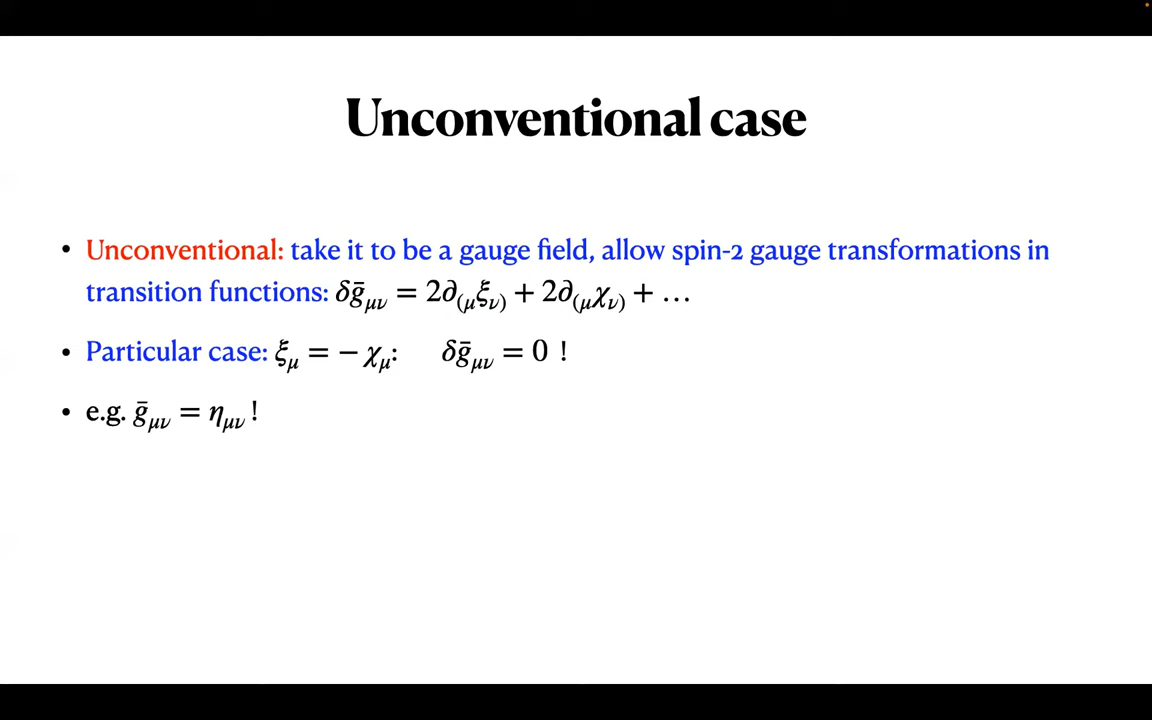 Unconventional case
• Unconventional: take it to be a gauge field, allow spin-2 gauge transformations in
transition functions: δḡ_{μν} = 2∂_{(μ}ξ_{ν)} + 2∂_{(μ}χ_{ν)} + …
• Particular case: ξ_μ = − χ_μ: δḡ_{μν} = 0 !
• e.g. ḡ_{μν} = η_{μν} !